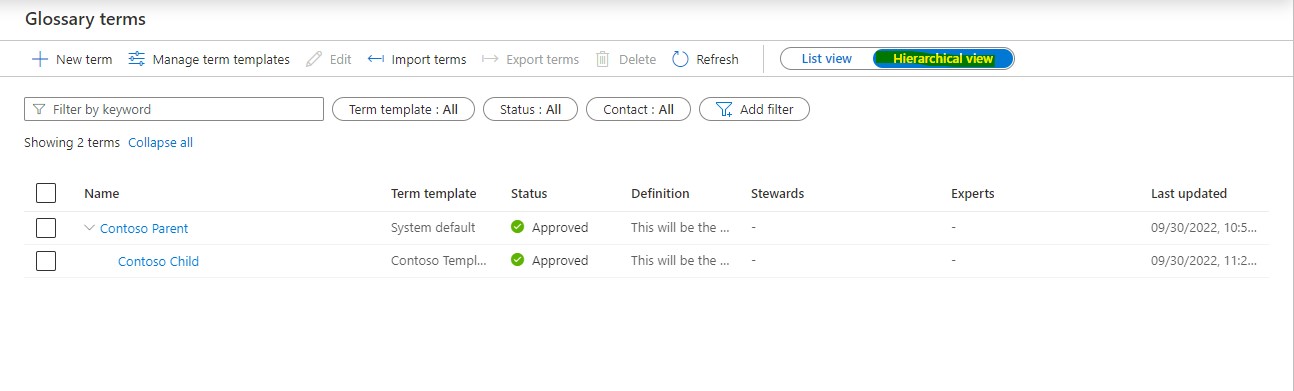 Glossary terms
New term Manage term templates Edit Import terms Export terms Delete Refresh List view Hierarchical view
Filter by keyword Term template : All Status : All Contact : All Add filter
Showing 2 terms Collapse all
Name Term template Status Definition Stewards Experts Last updated
Contoso Parent System default Approved This will be the ... - - 09/30/2022, 10:5...
Contoso Child Contoso Templ... Approved This will be the ... - - 09/30/2022, 11:2...